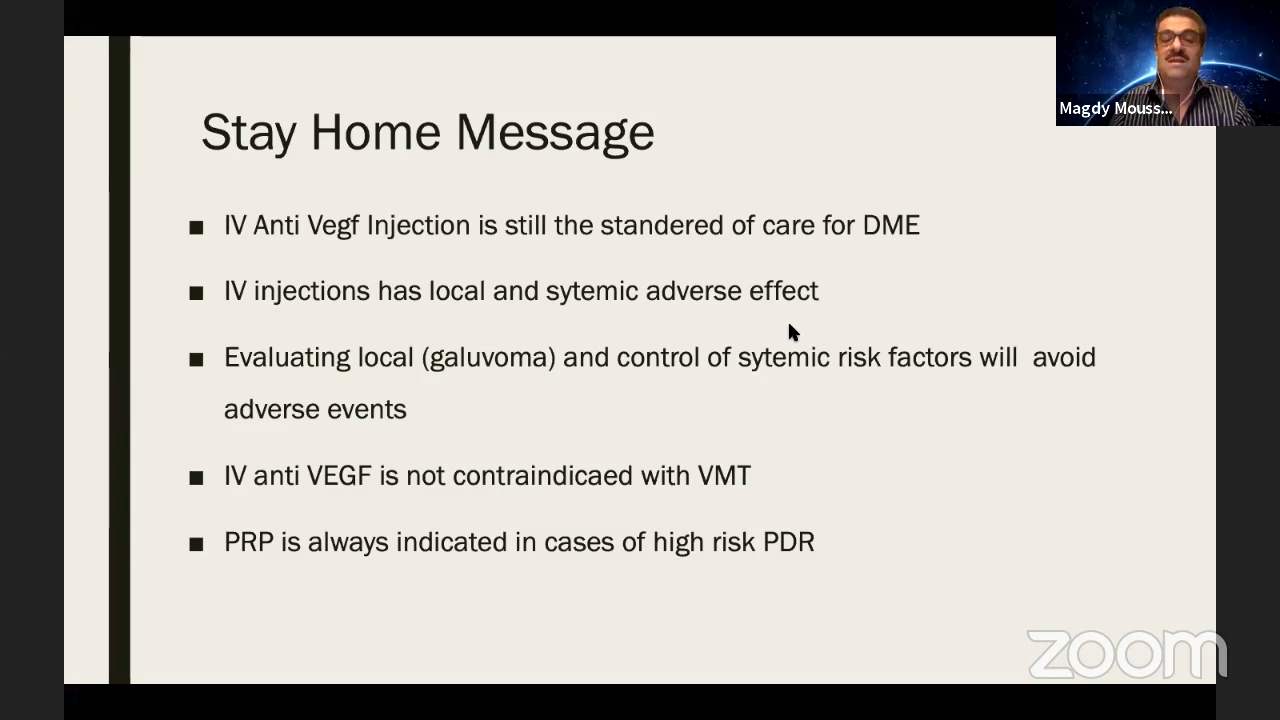 Magdy Mouss...
Stay Home Message
■ IV Anti Vegf Injection is still the standered of care for DME
■ IV injections has local and sytemic adverse effect
■ Evaluating local (galuvoma) and control of sytemic risk factors will avoid
adverse events
■ IV anti VEGF is not contraindicaed with VMT
■ PRP is always indicated in cases of high risk PDR
zoom